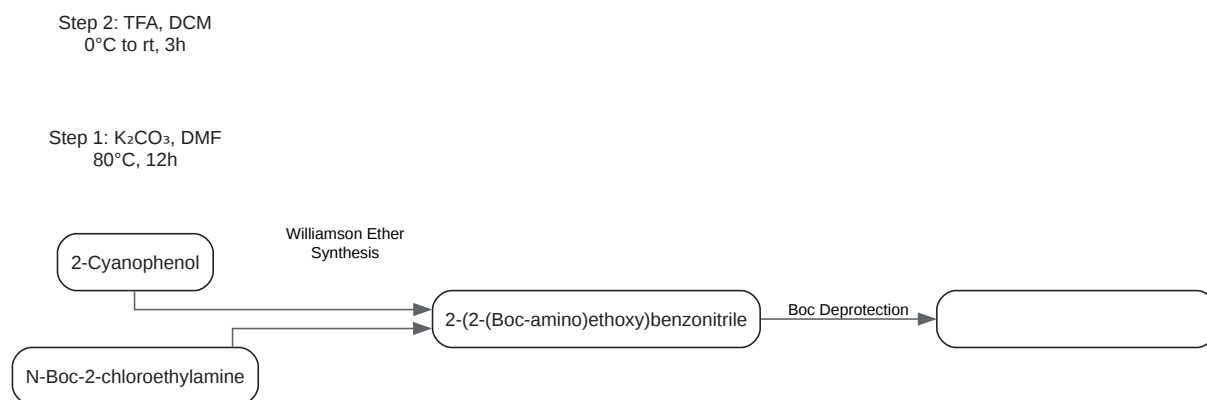 Step 2: TFA, DCM
0°C to rt, 3h
Step 1: K₂CO₃, DMF
80°C, 12h
Williamson Ether
Synthesis
2-Cyanophenol
2-(2-(Boc-amino)ethoxy)benzonitrile
Boc Deprotection
N-Boc-2-chloroethylamine